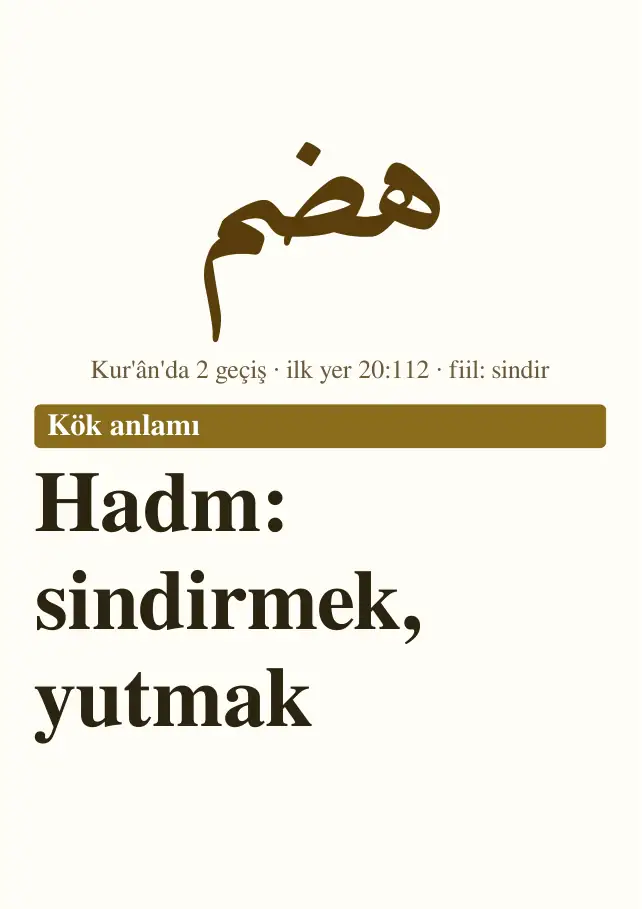 هضم
Kur'ân'da 2 geçiş · ilk yer 20:112 · fiil: sindir
Kök anlamı
Hadm:
sindirmek,
yutmak